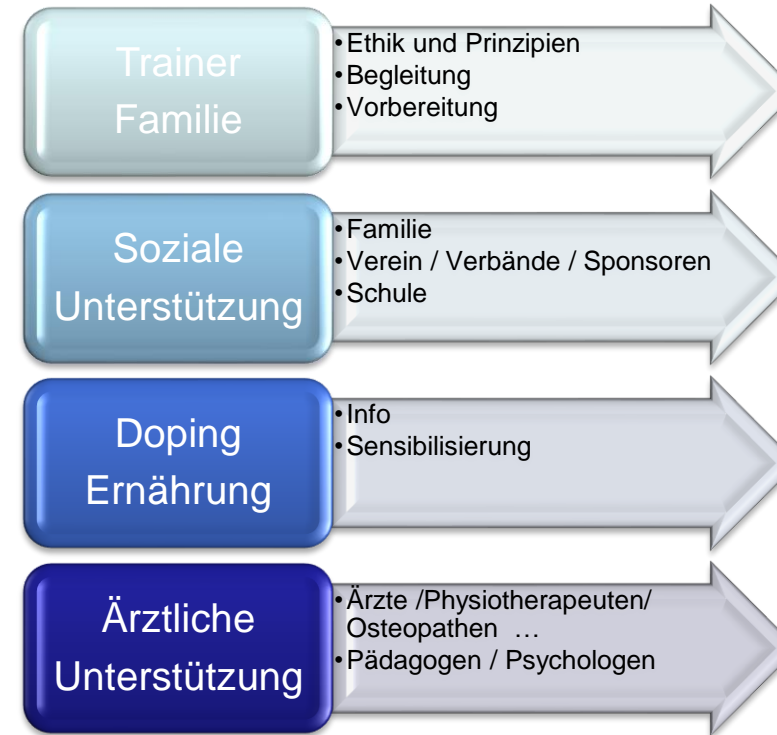 Trainer
Familie
•Ethik und Prinzipien
•Begleitung
•Vorbereitung
Soziale
Unterstützung
•Familie
•Verein / Verbände / Sponsoren
•Schule
Doping
Ernährung
•Info
•Sensibilisierung
Ärztliche
Unterstützung
•Ärzte /Physiotherapeuten/
Osteopathen …
•Pädagogen / Psychologen